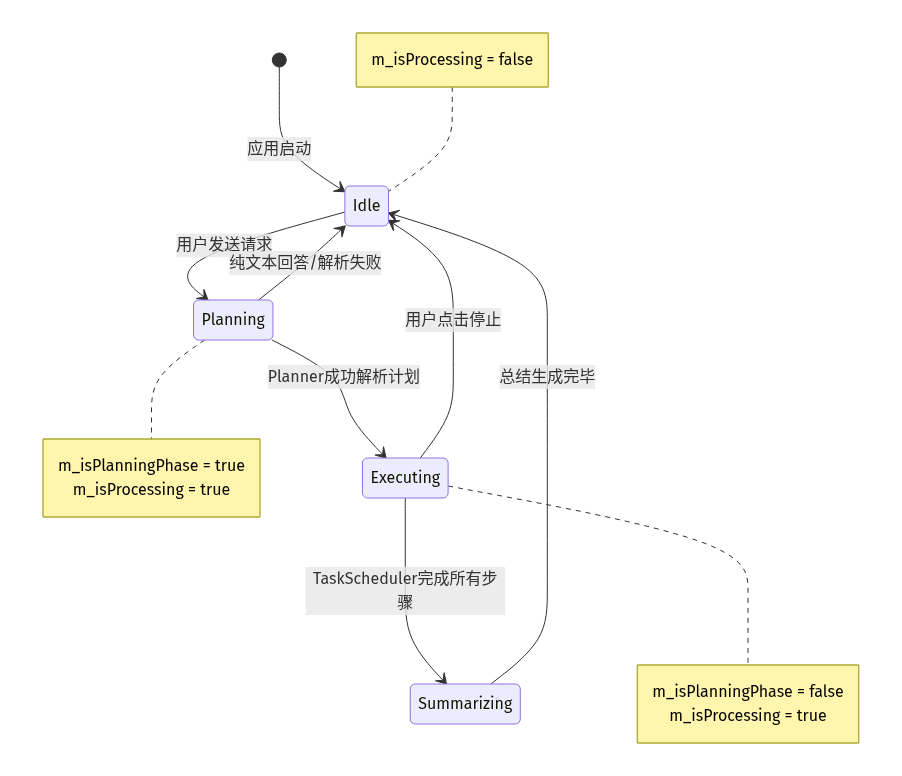 m_isProcessing = false
应用启动
Idle
用户发送请求
纯文本回答/解析失败
Planning
用户点击停止
Planner成功解析计划
总结生成完毕
m_isPlanningPhase = true
m_isProcessing = true
Executing
TaskScheduler完成所有步
骤
m_isPlanningPhase = false
m_isProcessing = true
Summarizing